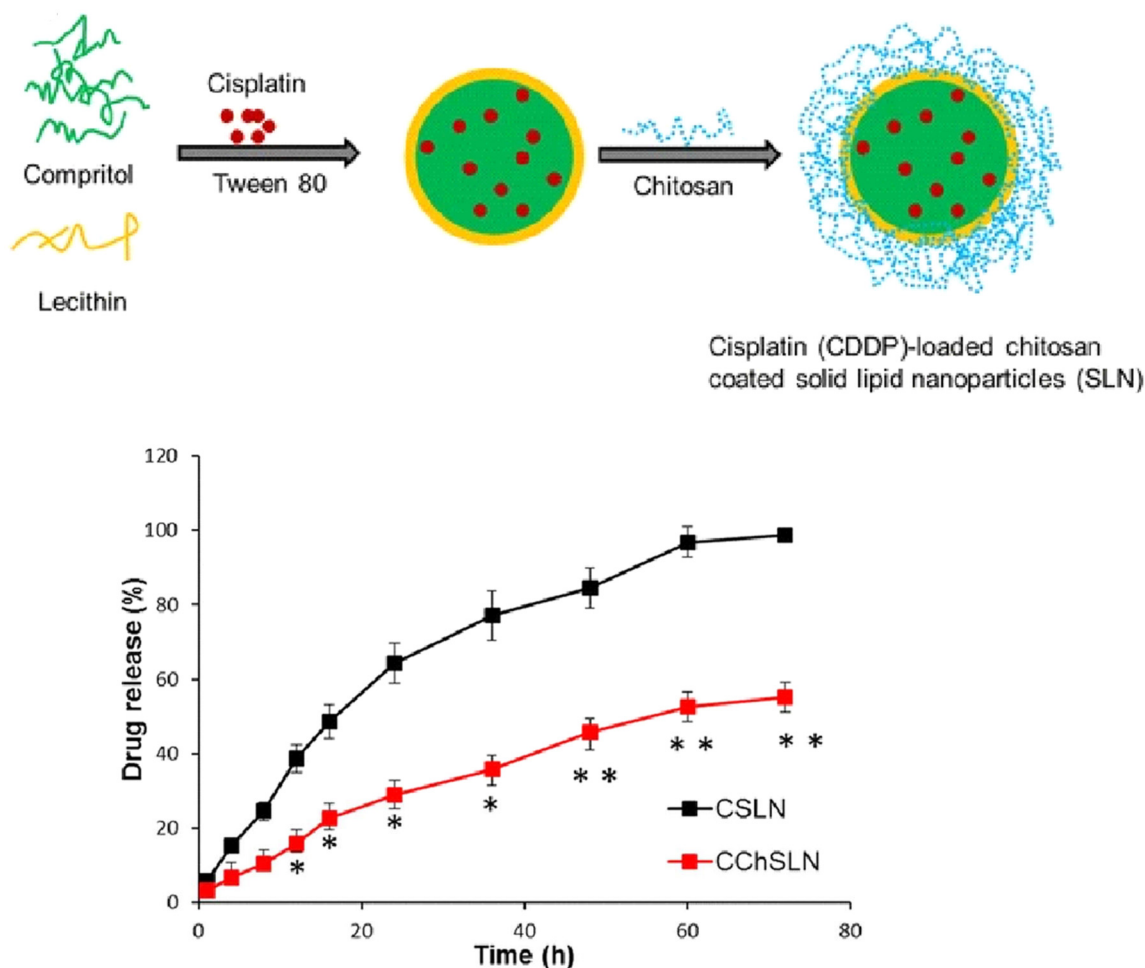 Cisplatin
Compritol
Tween 80
Chitosan
Lecithin
Cisplatin (CDDP)-loaded chitosan
coated solid lipid nanoparticles (SLN)
120
100
80
60
40
20
0
Drug release (%)
* * * * * * * * * *
CSLN
CChSLN
0 20 40 60 80
Time (h)